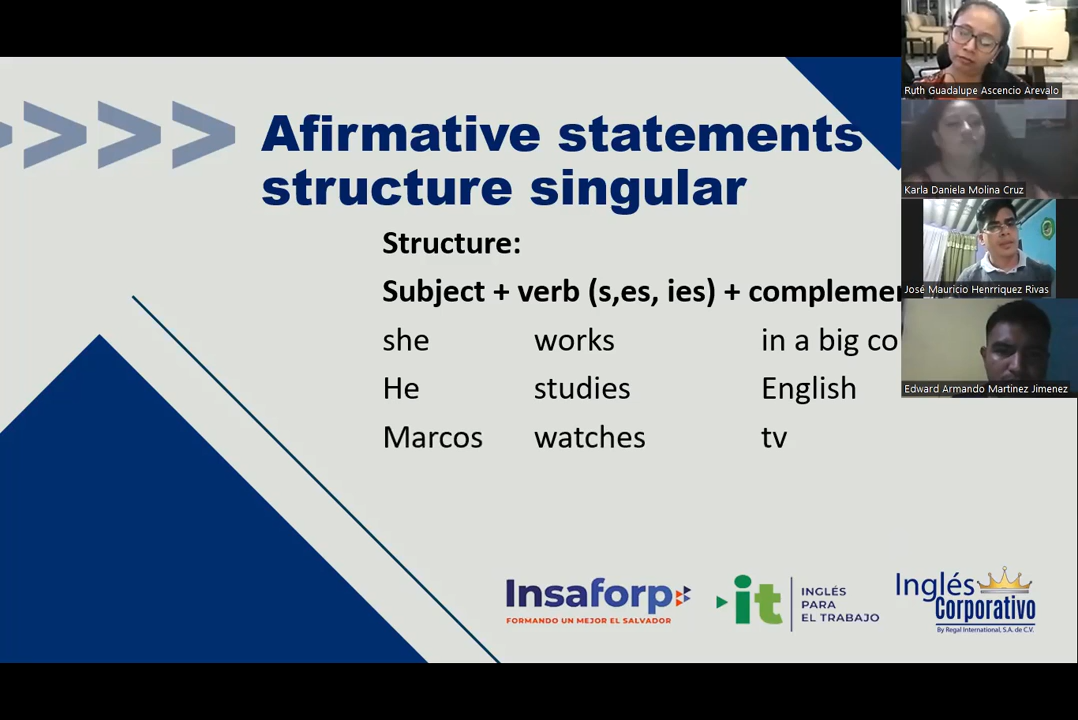 Afirmative statements
structure singular
Structure:
Subject + verb (s,es, ies) + complemen
she works in a big co
He studies English
Marcos watches tv
Insaforp
FORMANDO UN MEJOR EL SALVADOR
it
INGLÉS
PARA
EL TRABAJO
Inglés
Corporativo
By Regal International, S.A. de C.V.
Ruth Guadalupe Ascencio Arevalo
Karla Daniela Molina Cruz
José Mauricio Henrriquez Rivas
Edward Armando Martinez Jimenez